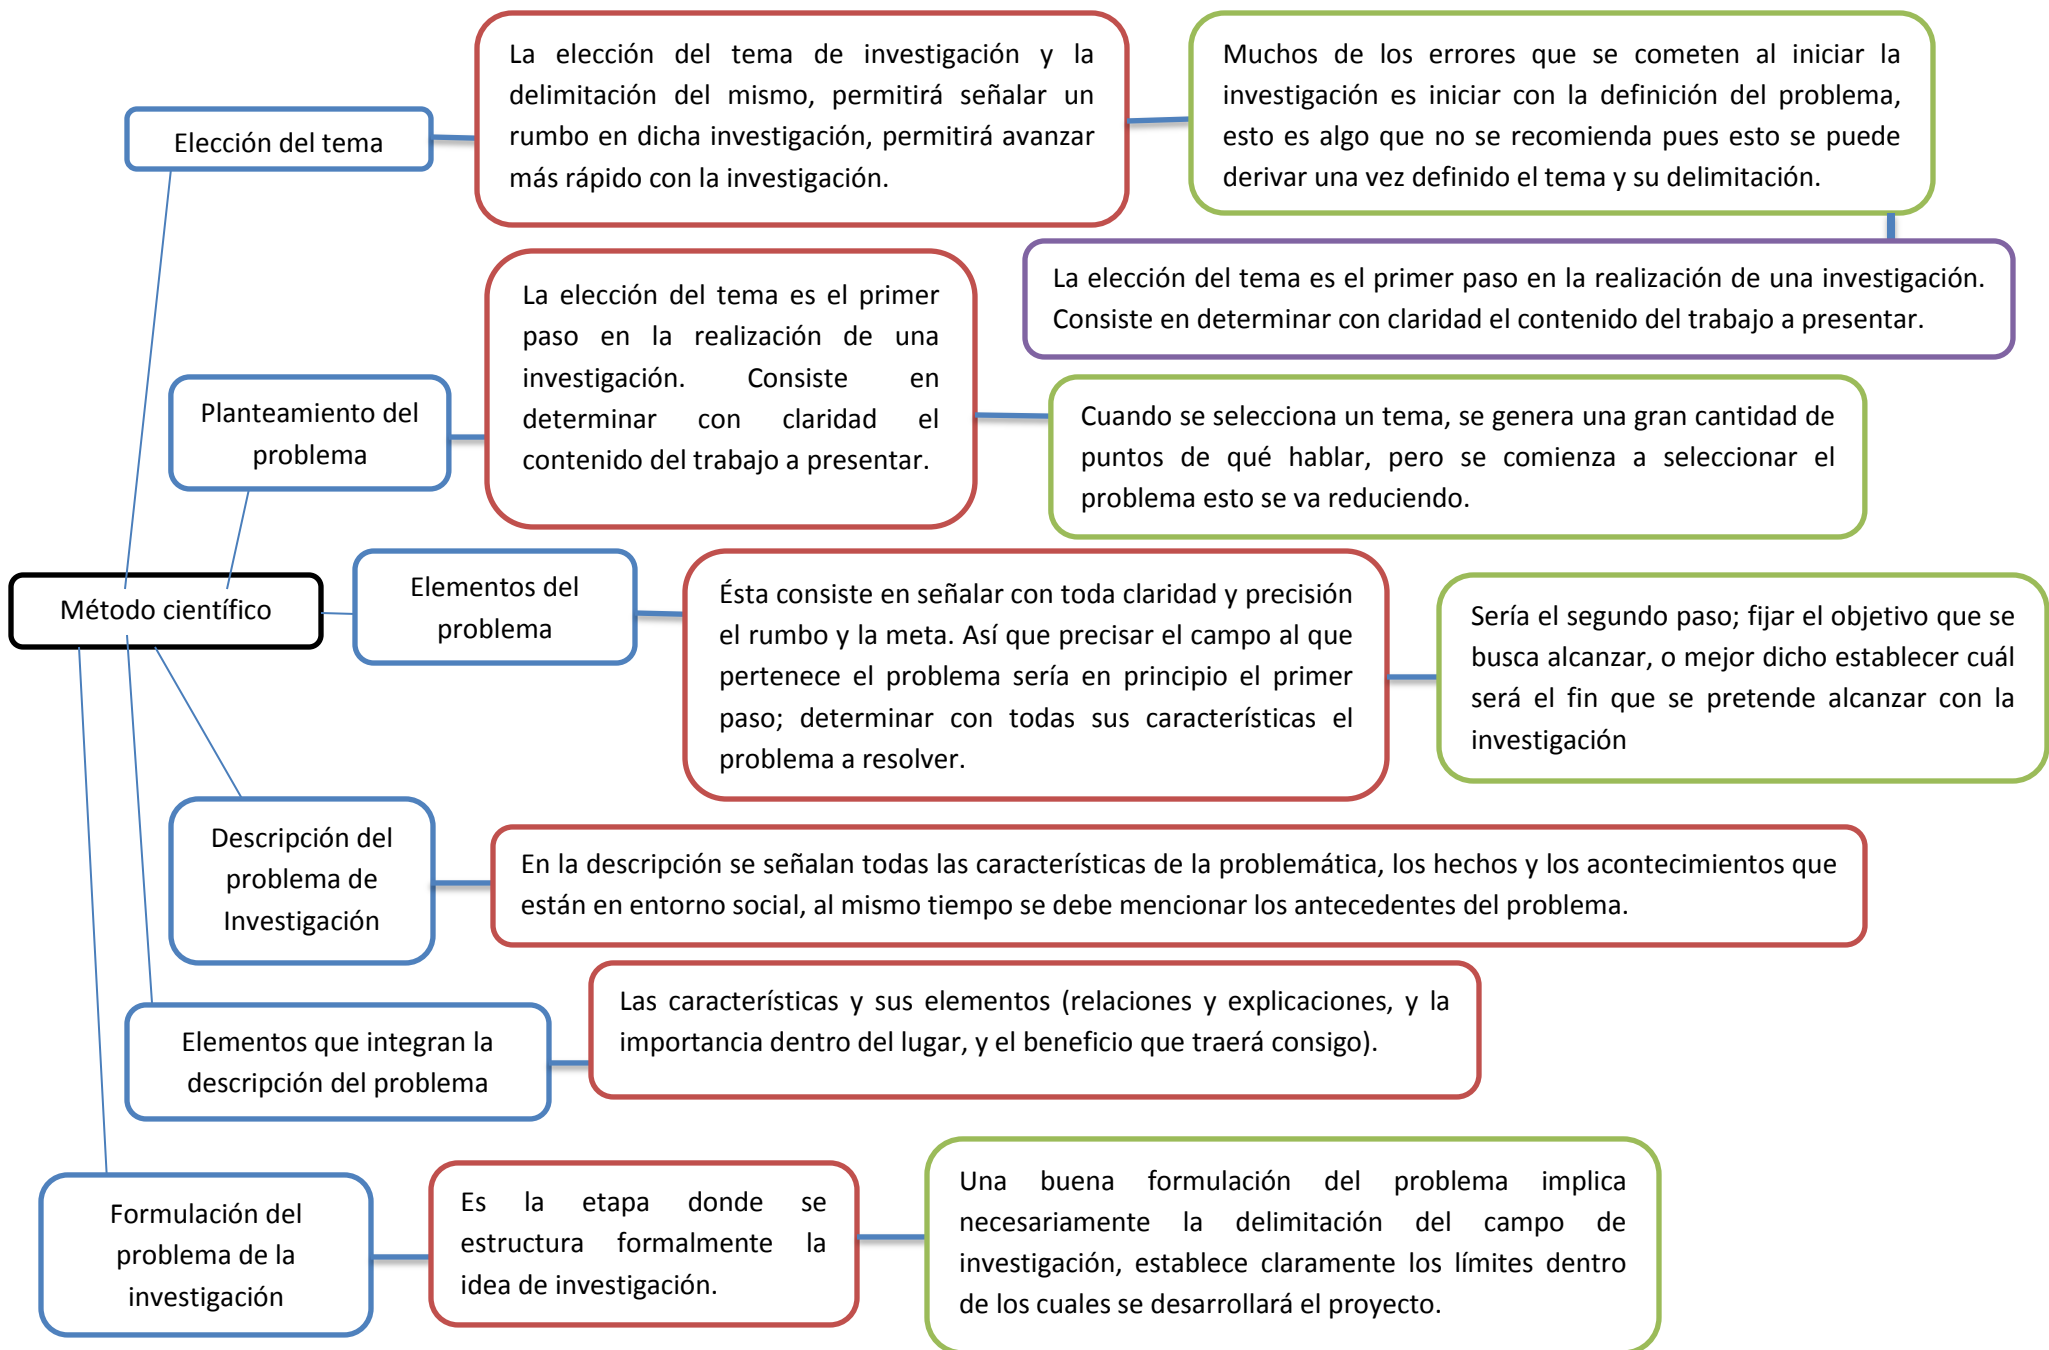 Elección del tema
La elección del tema de investigación y la
delimitación del mismo, permitirá señalar un
rumbo en dicha investigación, permitirá avanzar
más rápido con la investigación.
Muchos de los errores que se cometen al iniciar la
investigación es iniciar con la definición del problema,
esto es algo que no se recomienda pues esto se puede
derivar una vez definido el tema y su delimitación.
La elección del tema es el primer paso en la realización de una investigación.
Consiste en determinar con claridad el contenido del trabajo a presentar.
Planteamiento del
problema
La elección del tema es el primer
paso en la realización de una
investigación. Consiste en
determinar con claridad el
contenido del trabajo a presentar.
Cuando se selecciona un tema, se genera una gran cantidad de
puntos de qué hablar, pero se comienza a seleccionar el
problema esto se va reduciendo.
Método científico
Elementos del
problema
Ésta consiste en señalar con toda claridad y precisión
el rumbo y la meta. Así que precisar el campo al que
pertenece el problema sería en principio el primer
paso; determinar con todas sus características el
problema a resolver.
Sería el segundo paso; fijar el objetivo que se
busca alcanzar, o mejor dicho establecer cuál
será el fin que se pretende alcanzar con la
investigación
Descripción del
problema de
Investigación
En la descripción se señalan todas las características de la problemática, los hechos y los acontecimientos que
están en entorno social, al mismo tiempo se debe mencionar los antecedentes del problema.
Elementos que integran la
descripción del problema
Las características y sus elementos (relaciones y explicaciones, y la
importancia dentro del lugar, y el beneficio que traerá consigo).
Formulación del
problema de la
investigación
Es la etapa donde se
estructura formalmente la
idea de investigación.
Una buena formulación del problema implica
necesariamente la delimitación del campo de
investigación, establece claramente los límites dentro
de los cuales se desarrollará el proyecto.